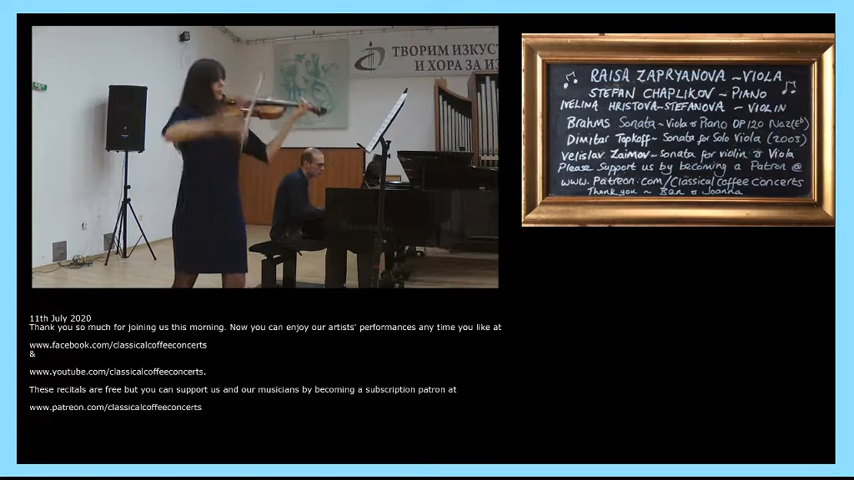 ТВОРИМ ИЗКУСТ
И ХОРА ЗА ИЗ
RAISA ZAPRYANOVA ~ VIOLA
STEFAN CHAPLIKOV ~ PIANO
IVELINA HRISTOVA-STEFANOVA ~ VIOLIN
Brahms Sonata ~ Viola & Piano OP 120 No2 (Eb)
Dimitar Tapkoff ~ Sonata for Solo Viola (2003)
Velislav Zaimov ~ Sonata for violin & Viola
Please Support us by becoming a Patron @
www.Patreon.com/Classicalcoffeeconcerts
Thank you ~ Ben & Joanna
11th July 2020
Thank you so much for joining us this morning. Now you can enjoy our artists' performances any time you like at
www.facebook.com/classicalcoffeeconcerts
&
www.youtube.com/classicalcoffeeconcerts.
These recitals are free but you can support us and our musicians by becoming a subscription patron at
www.patreon.com/classicalcoffeeconcerts